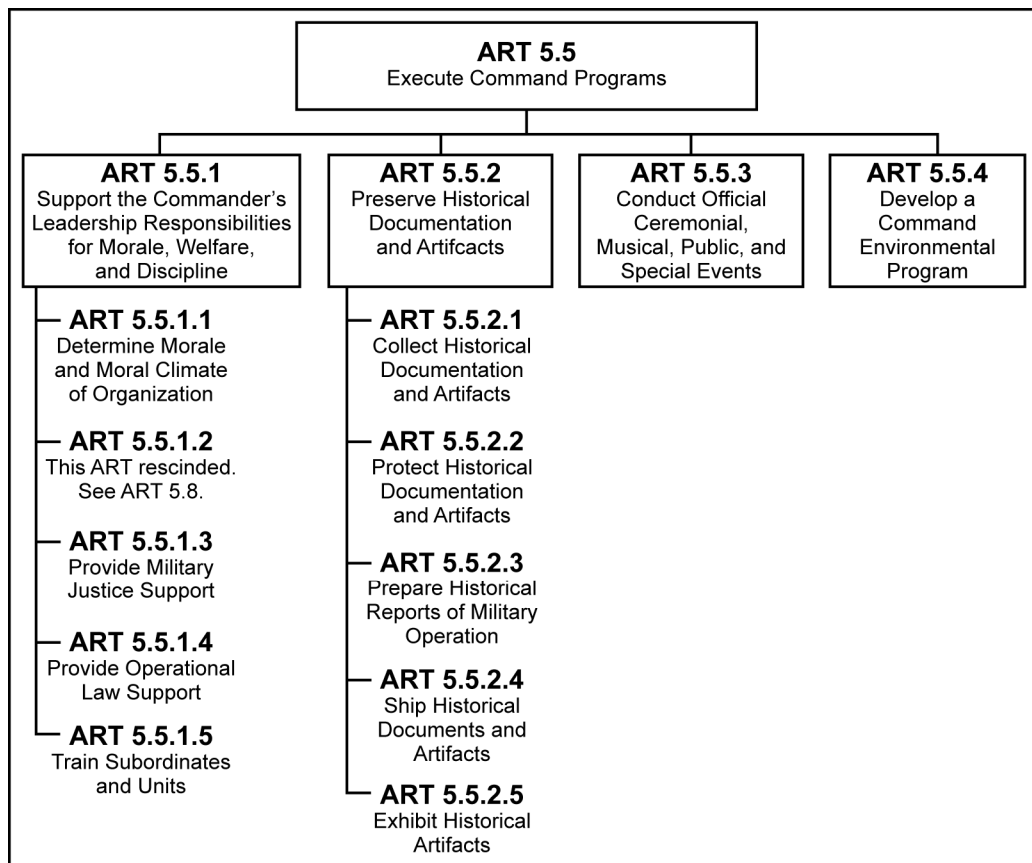 ART 5.5
Execute Command Programs
ART 5.5.1
Support the Commander's
Leadership Responsibilities
for Morale, Welfare,
and Discipline
ART 5.5.1.1
Determine Morale
and Moral Climate
of Organization
ART 5.5.1.2
This ART rescinded.
See ART 5.8.
ART 5.5.1.3
Provide Military
Justice Support
ART 5.5.1.4
Provide Operational
Law Support
ART 5.5.1.5
Train Subordinates
and Units
ART 5.5.2
Preserve Historical
Documentation
and Artifcacts
ART 5.5.2.1
Collect Historical
Documentation
and Artifacts
ART 5.5.2.2
Protect Historical
Documentation
and Artifacts
ART 5.5.2.3
Prepare Historical
Reports of Military
Operation
ART 5.5.2.4
Ship Historical
Documents and
Artifacts
ART 5.5.2.5
Exhibit Historical
Artifacts
ART 5.5.3
Conduct Official
Ceremonial,
Musical, Public, and
Special Events
ART 5.5.4
Develop a
Command
Environmental
Program